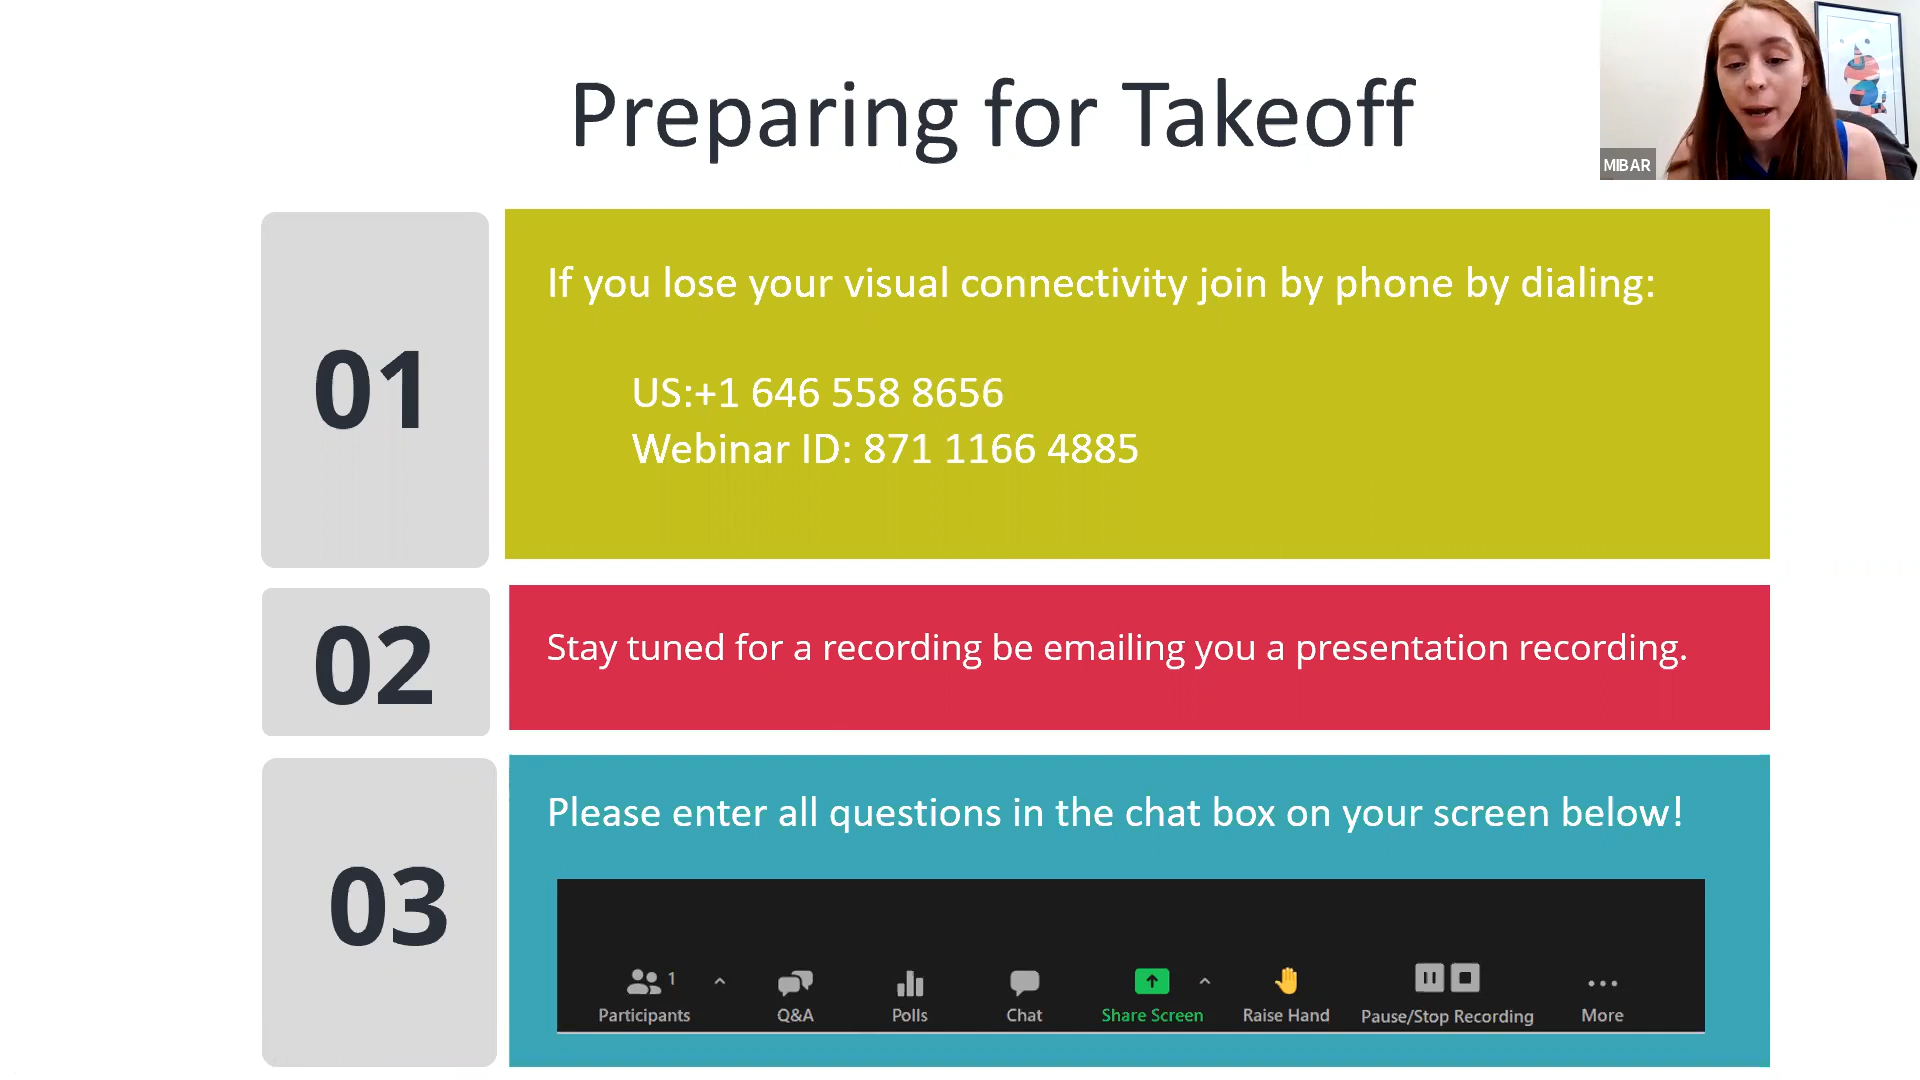 Preparing for Takeoff
MIBAR
01
If you lose your visual connectivity join by phone by dialing:
US:+1 646 558 8656
Webinar ID: 871 1166 4885
02
Stay tuned for a recording be emailing you a presentation recording.
03
Please enter all questions in the chat box on your screen below!
1
Participants
Q&A
Polls
Chat
Share Screen
Raise Hand
Pause/Stop Recording
More